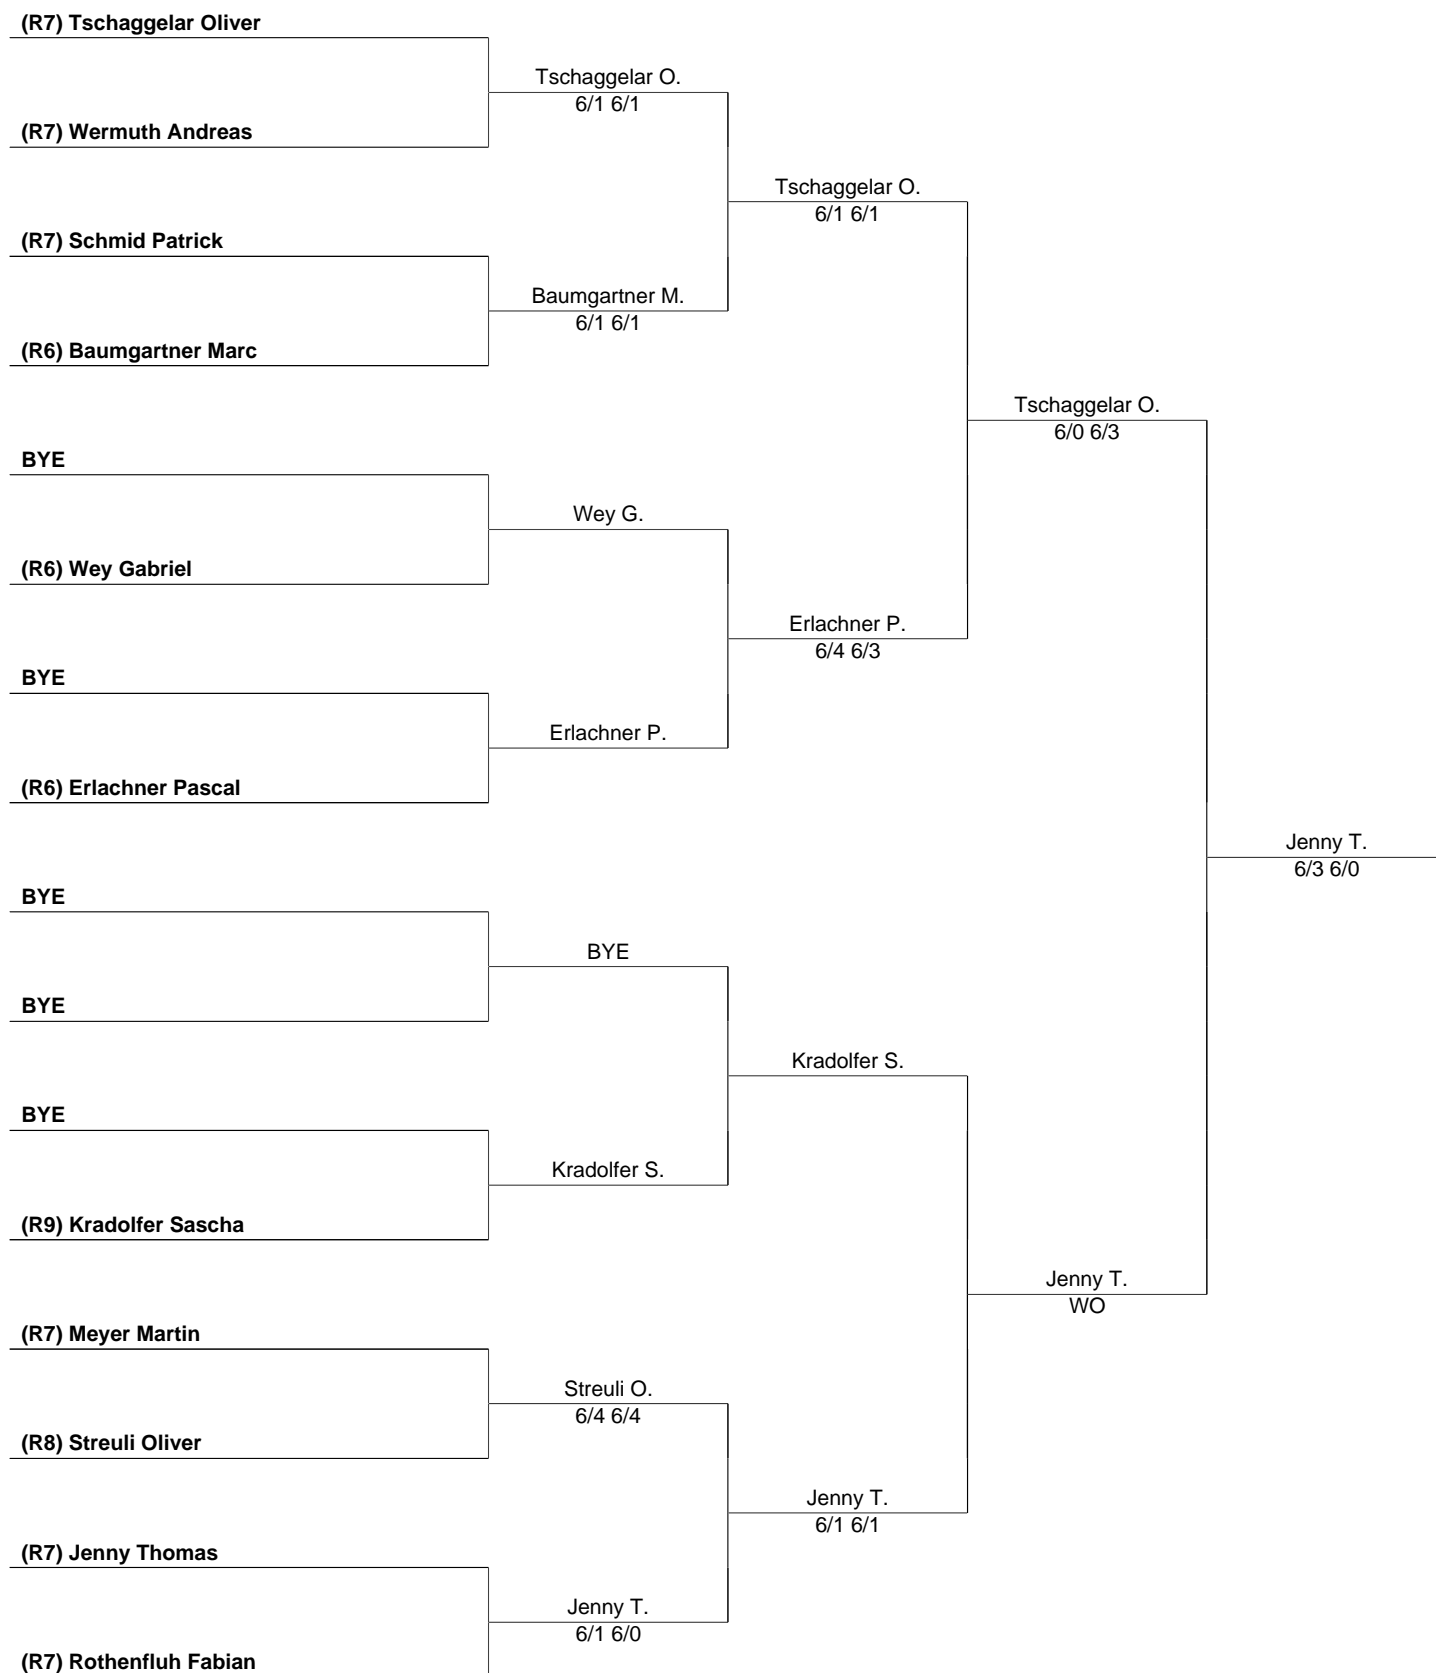 (R7) Tschaggelar Oliver
Tschaggelar O.
6/1 6/1
(R7) Wermuth Andreas
Tschaggelar O.
6/1 6/1
(R7) Schmid Patrick
Baumgartner M.
6/1 6/1
(R6) Baumgartner Marc
Tschaggelar O.
6/0 6/3
BYE
Wey G.
(R6) Wey Gabriel
Erlachner P.
6/4 6/3
BYE
Erlachner P.
(R6) Erlachner Pascal
Jenny T.
6/3 6/0
BYE
BYE
BYE
Kradolfer S.
BYE
Kradolfer S.
(R9) Kradolfer Sascha
Jenny T.
WO
(R7) Meyer Martin
Streuli O.
6/4 6/4
(R8) Streuli Oliver
Jenny T.
6/1 6/1
(R7) Jenny Thomas
Jenny T.
6/1 6/0
(R7) Rothenfluh Fabian